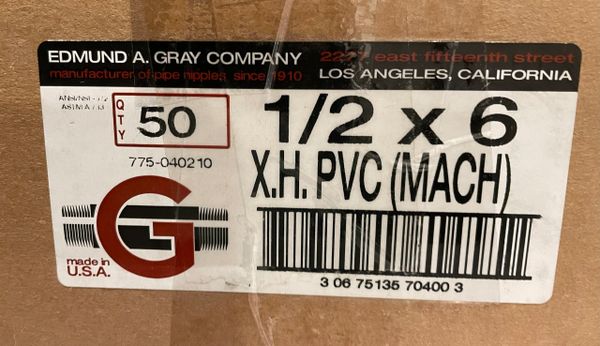 EDMUND A. GRAY COMPANY
2277 east fifteenth street
manufacturer of pipe nipples since 1910
LOS ANGELES, CALIFORNIA
QTY
50
1/2 x 6
775-040210
X.H. PVC (MACH)
G
made in
U.S.A.
3 06 75135 70400 3